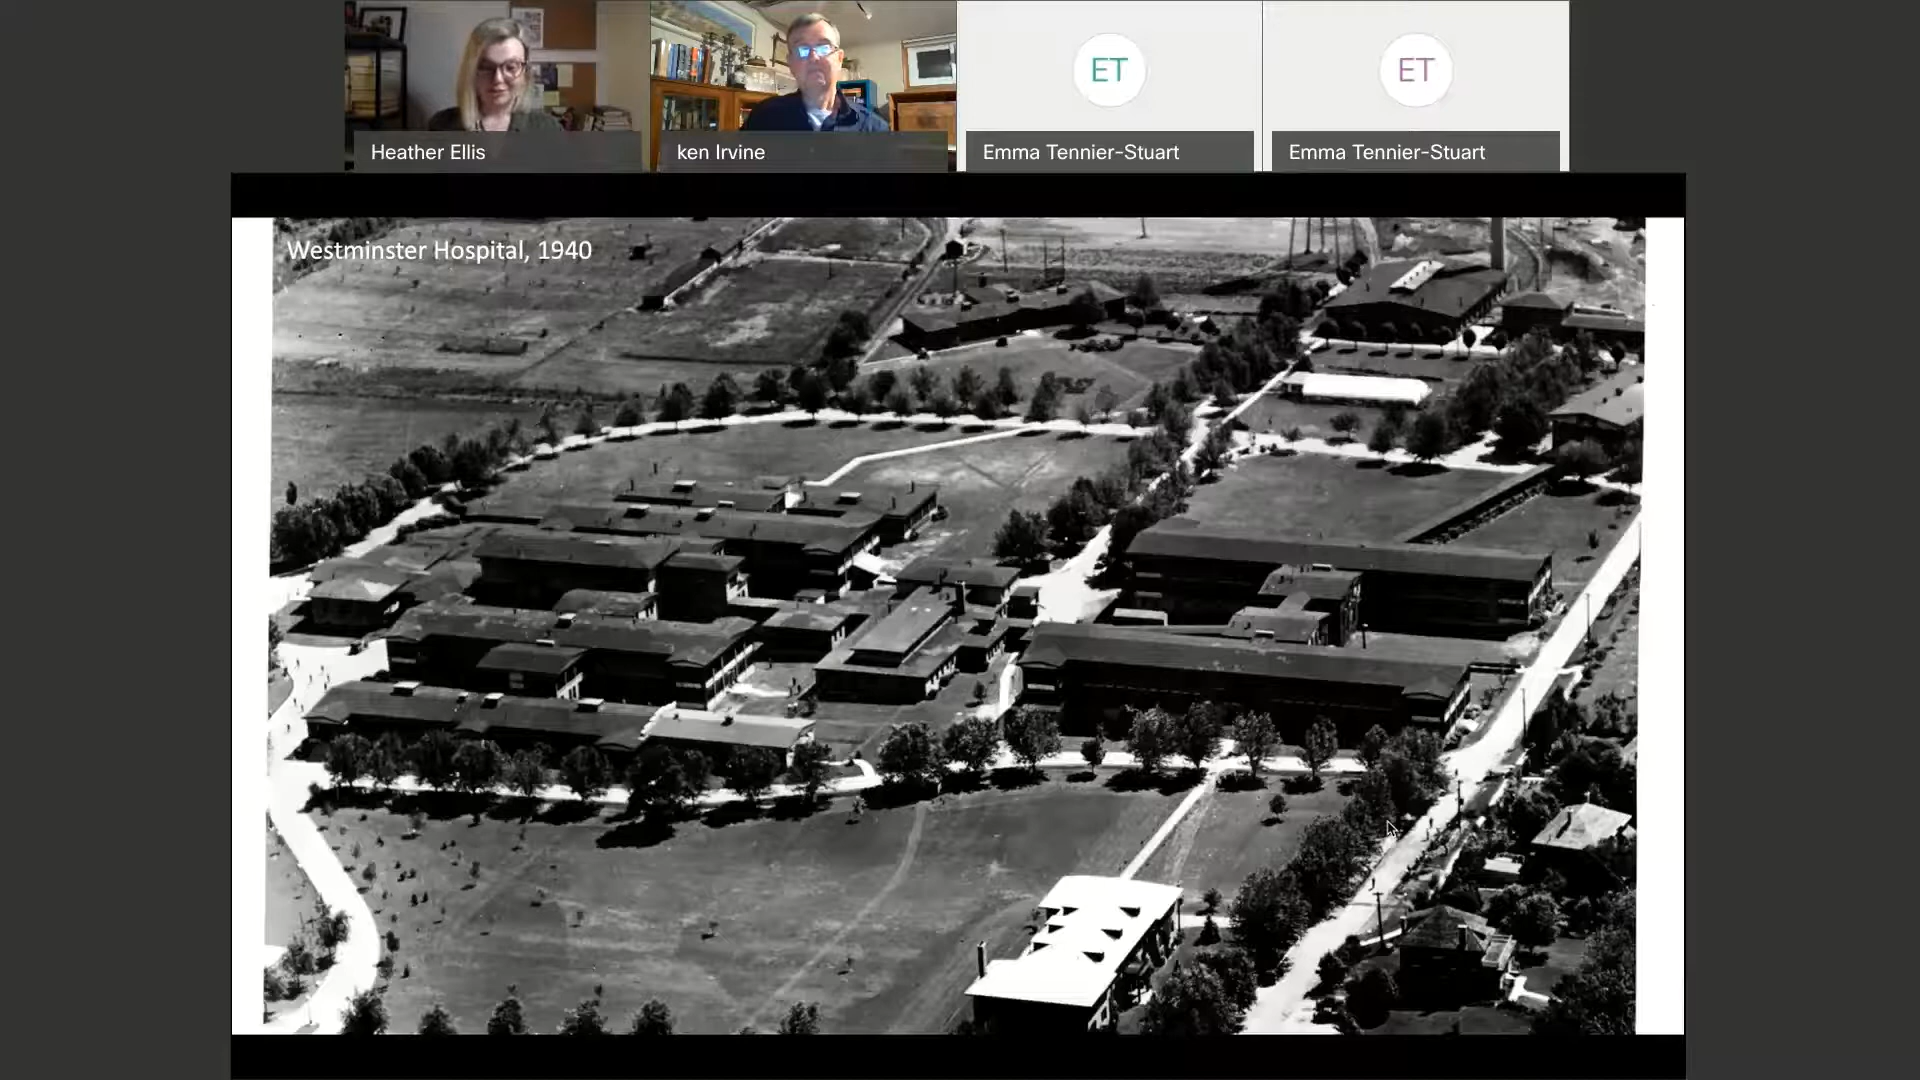 ET
ET
Heather Ellis
ken Irvine
Emma Tennier-Stuart
Emma Tennier-Stuart
Westminster Hospital, 1940